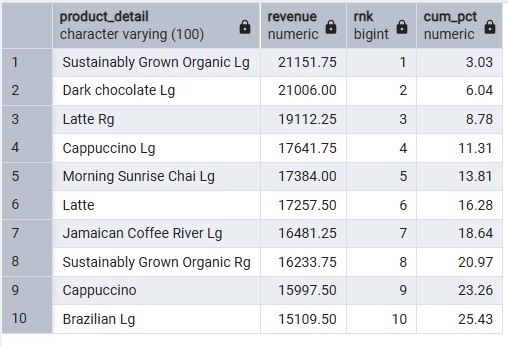 product_detail revenue rnk cum_pct
character varying (100) numeric bigint numeric
1 Sustainably Grown Organic Lg 21151.75 1 3.03
2 Dark chocolate Lg 21006.00 2 6.04
3 Latte Rg 19112.25 3 8.78
4 Cappuccino Lg 17641.75 4 11.31
5 Morning Sunrise Chai Lg 17384.00 5 13.81
6 Latte 17257.50 6 16.28
7 Jamaican Coffee River Lg 16481.25 7 18.64
8 Sustainably Grown Organic Rg 16233.75 8 20.97
9 Cappuccino 15997.50 9 23.26
10 Brazilian Lg 15109.50 10 25.43